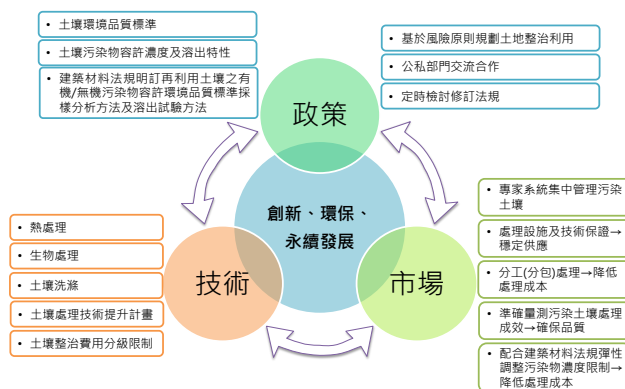 • 土壤環境品質標準
• 土壤污染物容許濃度及溶出特性
• 建築材料法規明訂再利用土壤之有
機/無機污染物容許環境品質標準採
樣分析方法及溶出試驗方法
• 基於風險原則規劃土地整治利用
• 公私部門交流合作
• 定時檢討修訂法規
政策
創新、環保、
永續發展
技術
市場
• 熱處理
• 生物處理
• 土壤洗滌
• 土壤處理技術提升計畫
• 土壤整治費用分級限制
• 專家系統集中管理污染
土壤
• 處理設施及技術保證→
穩定供應
• 分工(分包)處理→降低
處理成本
• 準確量測污染土壤處理
成效→確保品質
• 配合建築材料法規彈性
調整污染物濃度限制→
降低處理成本